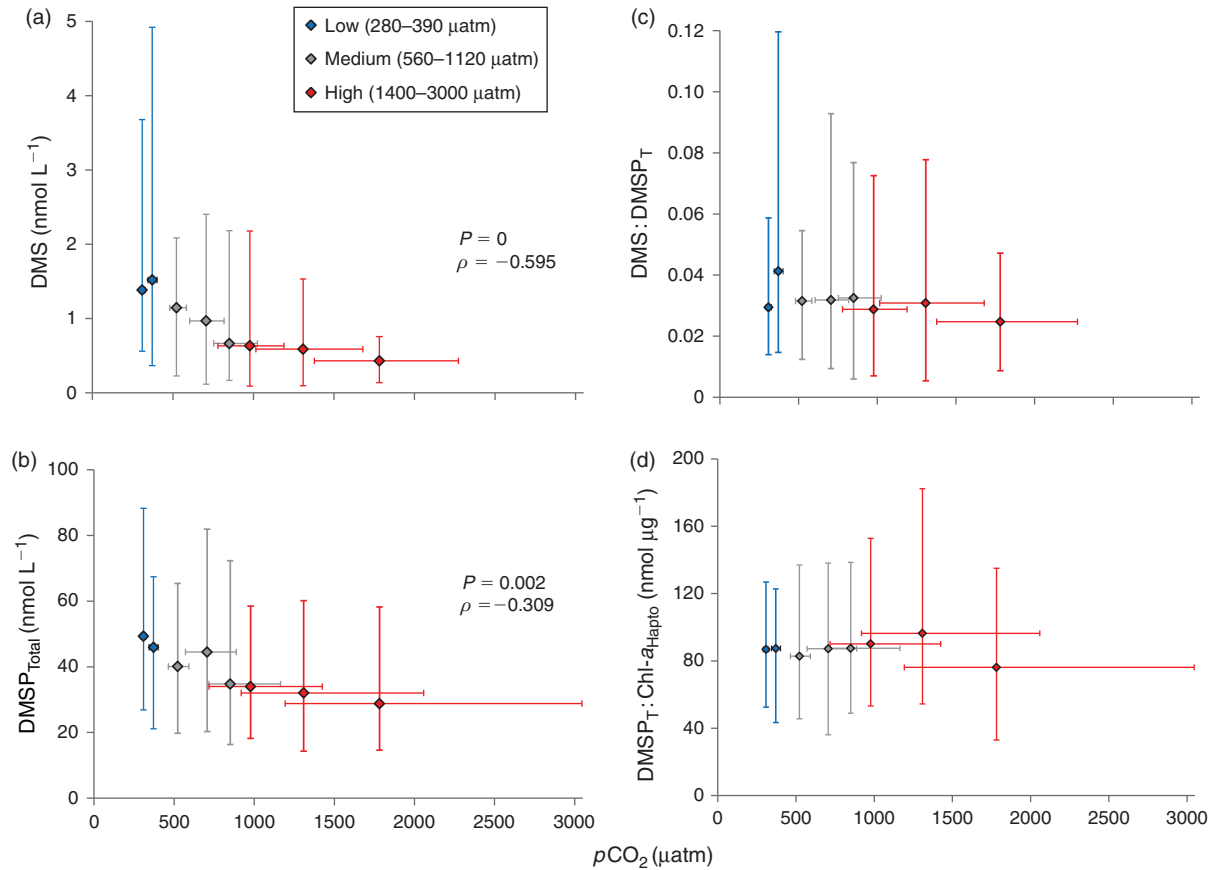 (a)
5
4
3
2
1
0
DMS (nmol L−1)
Low (280–390 μatm)
Medium (560–1120 μatm)
High (1400–3000 μatm)
P = 0
ρ = −0.595
(c)
0.12
0.10
0.08
0.06
0.04
0.02
0
DMS : DMSPT
(b)
100
80
60
40
20
0
DMSPTotal (nmol L−1)
P = 0.002
ρ =−0.309
0 500 1000 1500 2000 2500 3000
(d)
200
160
120
80
40
0
DMSPT : Chl-aHapto (nmol μg−1)
0 500 1000 1500 2000 2500 3000
pCO2 (μatm)